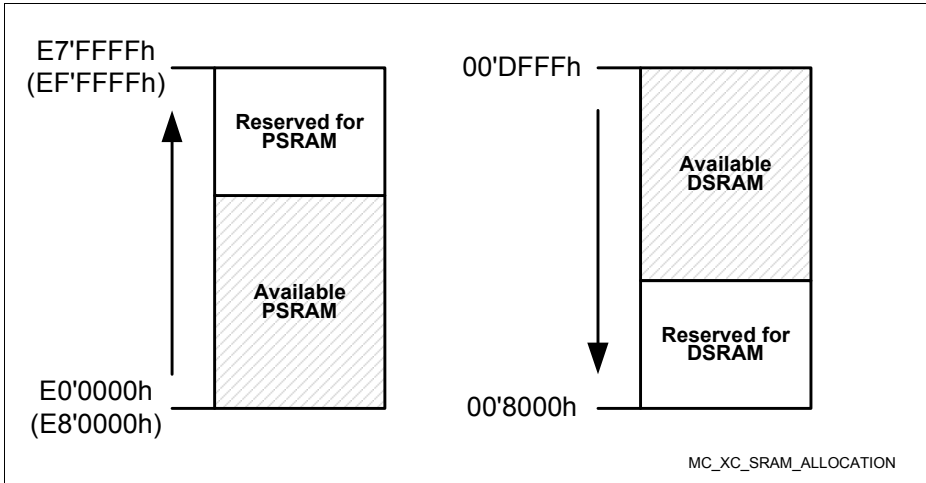 E7'FFFFh
(EF'FFFFh)
Reserved for
PSRAM
Available
PSRAM
E0'0000h
(E8'0000h)
00'DFFFh
Available
DSRAM
Reserved for
DSRAM
00'8000h
MC_XC_SRAM_ALLOCATION